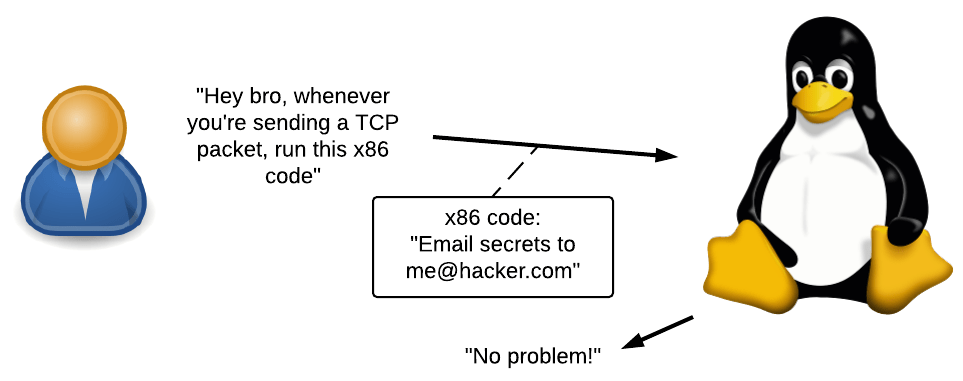 "Hey bro, whenever
you're sending a TCP
packet, run this x86
code"
x86 code:
"Email secrets to
me@hacker.com"
"No problem!"